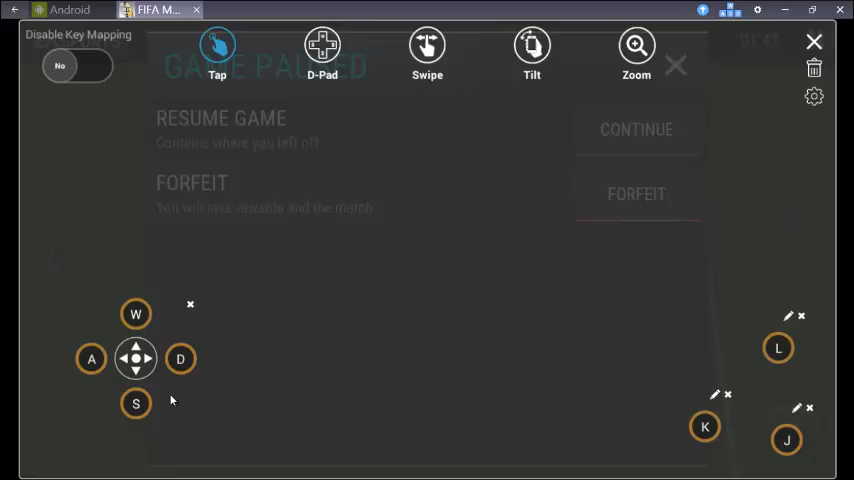 Android
FIFA M...
Disable Key Mapping
No
Tap
D-Pad
Swipe
Tilt
Zoom
01:41
GAME PAUSED
RESUME GAME
Continue where you left off
CONTINUE
FORFEIT
You will lose rewards and the match
FORFEIT
W
A
D
S
L
K
J